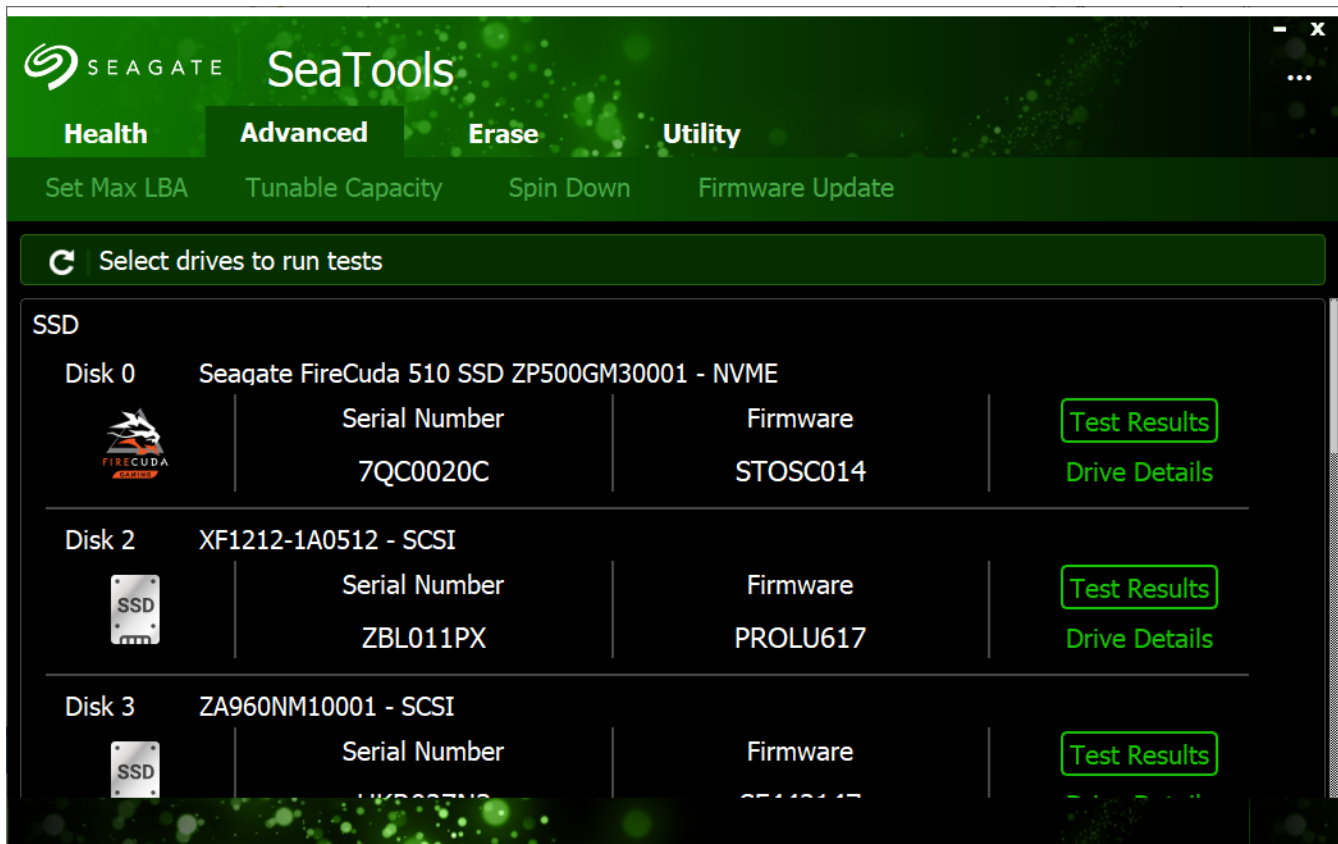 SEAGATE SeaTools
- x
...
Health Advanced Erase Utility
Set Max LBA Tunable Capacity Spin Down Firmware Update
Select drives to run tests
SSD
Disk 0 Seagate FireCuda 510 SSD ZP500GM30001 - NVME
Serial Number Firmware Test Results
FIRECUDA
GAMING
7QC0020C STOSC014 Drive Details
Disk 2 XF1212-1A0512 - SCSI
Serial Number Firmware Test Results
SSD
ZBL011PX PROLU617 Drive Details
Disk 3 ZA960NM10001 - SCSI
Serial Number Firmware Test Results
SSD